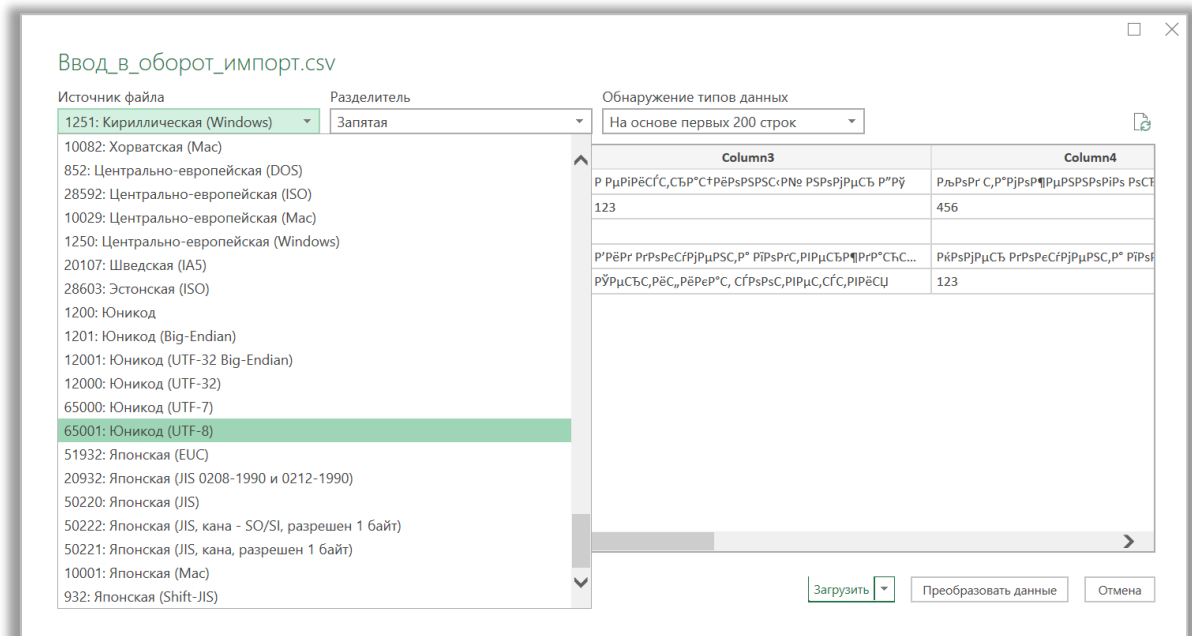 Ввод_в_оборот_импорт.csv
Источник файла Разделитель Обнаружение типов данных
1251: Кириллическая (Windows) Запятая На основе первых 200 строк
10082: Хорватская (Mac)
852: Центрально-европейская (DOS)
28592: Центрально-европейская (ISO)
10029: Центрально-европейская (Mac)
1250: Центрально-европейская (Windows)
20107: Шведская (IA5)
28603: Эстонская (ISO)
1200: Юникод
1201: Юникод (Big-Endian)
12001: Юникод (UTF-32 Big-Endian)
12000: Юникод (UTF-32)
65000: Юникод (UTF-7)
65001: Юникод (UTF-8)
51932: Японская (EUC)
20932: Японская (JIS 0208-1990 и 0212-1990)
50220: Японская (JIS)
50222: Японская (JIS, кана - SO/SI, разрешен 1 байт)
50221: Японская (JIS, кана, разрешен 1 байт)
10001: Японская (Mac)
932: Японская (Shift-JIS)
Column3 Column4
123 456
123
Загрузить Преобразовать данные Отмена